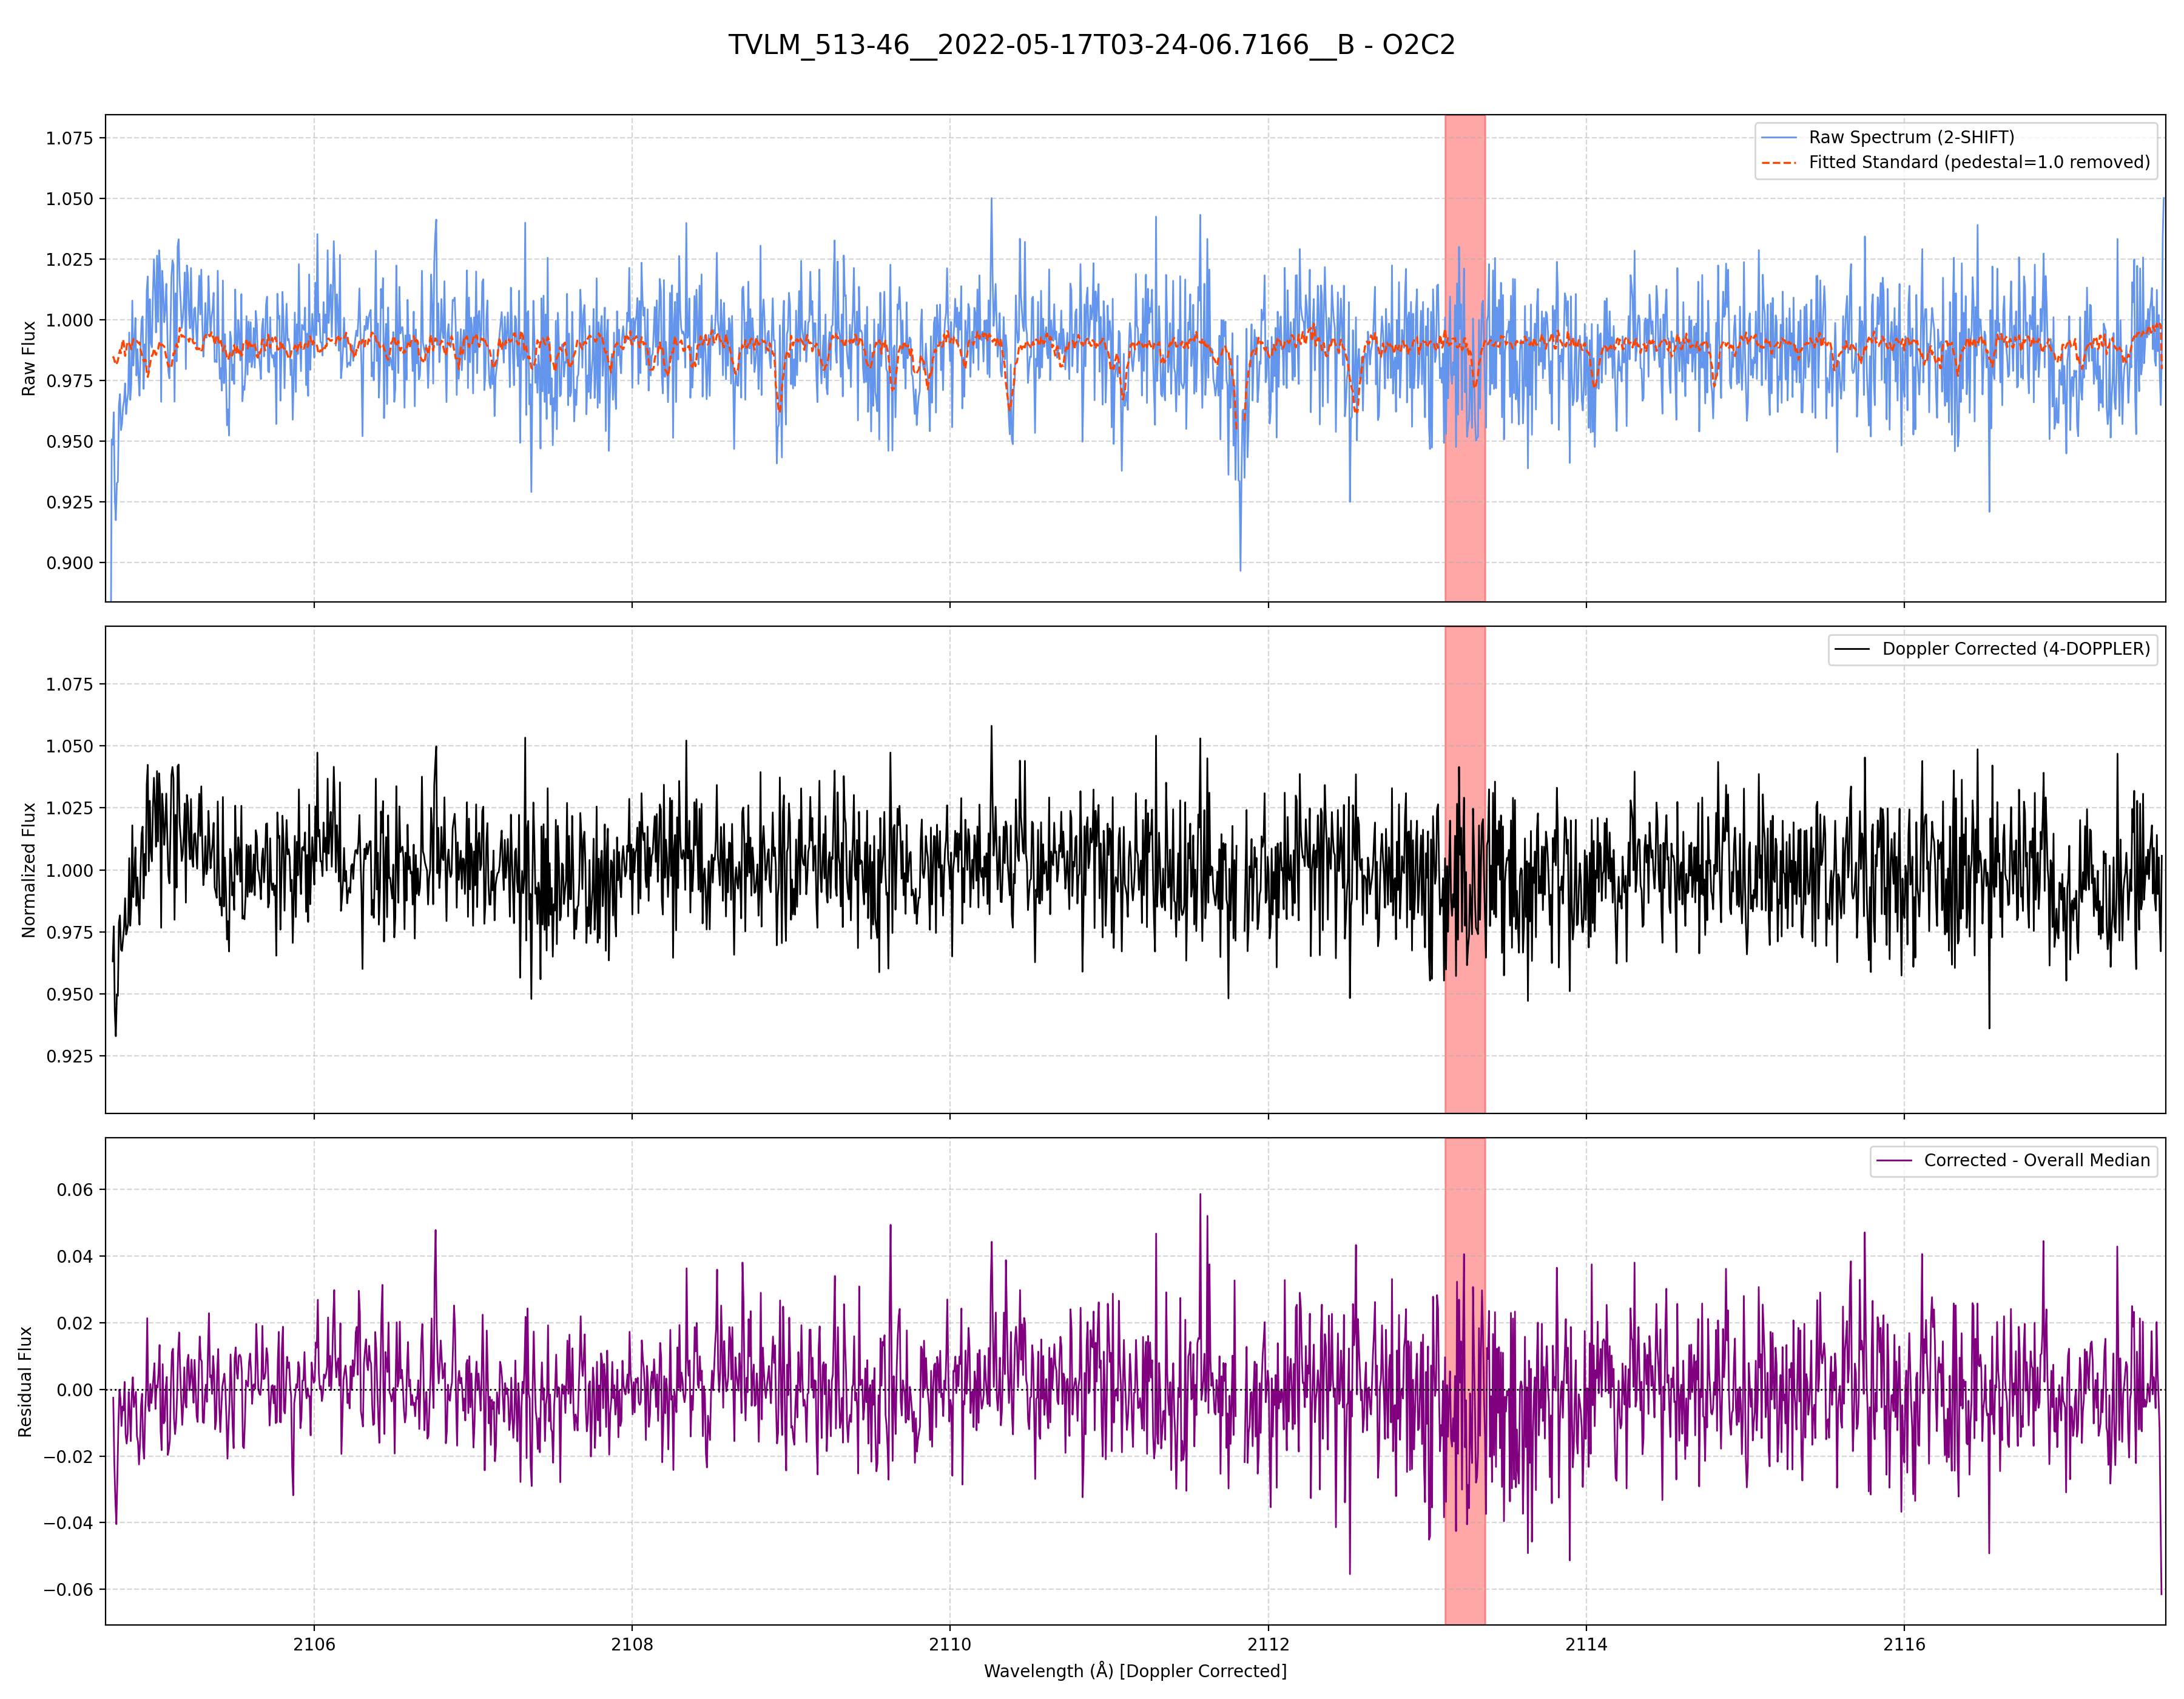 TVLM_513-46__2022-05-17T03-24-06.7166__B - O2C2
Raw Flux
1.075
1.050
1.025
1.000
0.975
0.950
0.925
0.900
Raw Spectrum (2-SHIFT)
Fitted Standard (pedestal=1.0 removed)
Normalized Flux
1.075
1.050
1.025
1.000
0.975
0.950
0.925
Doppler Corrected (4-DOPPLER)
Residual Flux
0.06
0.04
0.02
0.00
−0.02
−0.04
−0.06
Corrected - Overall Median
2106 2108 2110 2112 2114 2116
Wavelength (Å) [Doppler Corrected]